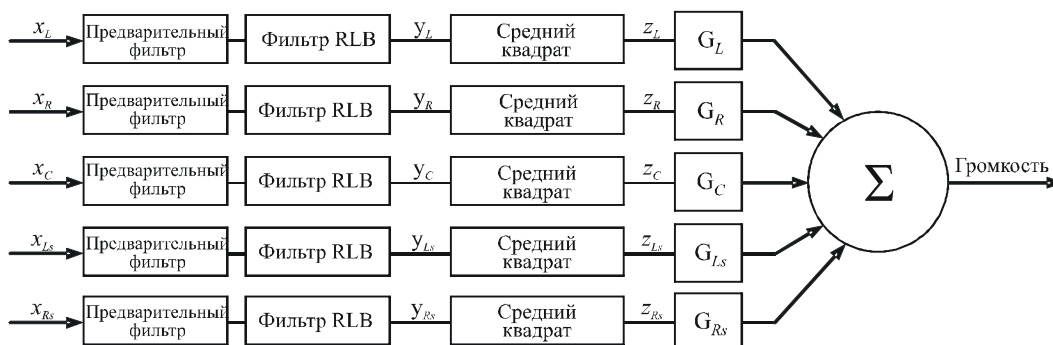 x_L Предварительный фильтр Фильтр RLB y_L Средний квадрат z_L G_L
x_R Предварительный фильтр Фильтр RLB y_R Средний квадрат z_R G_R
x_C Предварительный фильтр Фильтр RLB y_C Средний квадрат z_C G_C
Σ Громкость
x_Ls Предварительный фильтр Фильтр RLB y_Ls Средний квадрат z_Ls G_Ls
x_Rs Предварительный фильтр Фильтр RLB y_Rs Средний квадрат z_Rs G_Rs